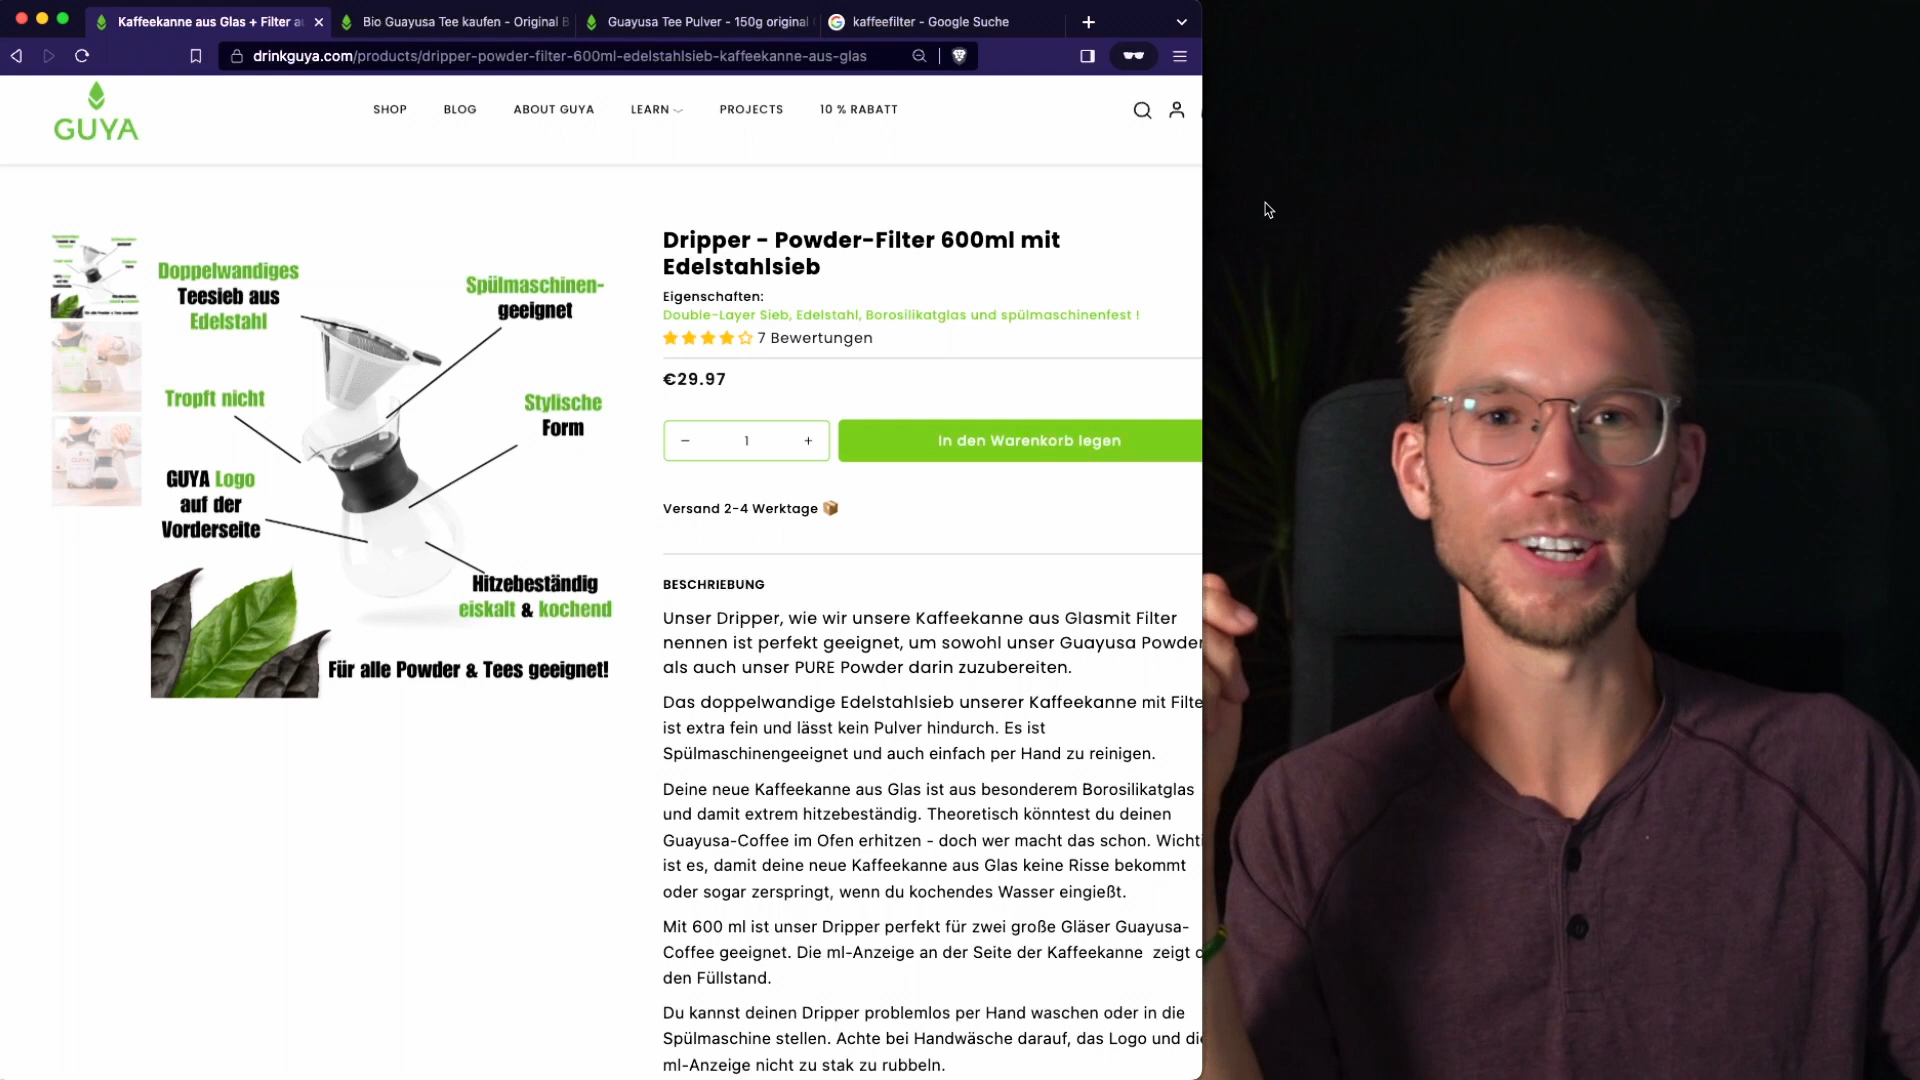 Kaffeekanne aus Glas + Filter a
Bio Guayusa Tee kaufen - Original B
Guayusa Tee Pulver - 150g original
kaffeefilter - Google Suche
drinkguya.com/products/dripper-powder-filter-600ml-edelstahlsieb-kaffeekanne-aus-glas
GUYA
SHOP
BLOG
ABOUT GUYA
LEARN
PROJECTS
10 % RABATT
Doppelwandiges
Teesieb aus
Edelstahl
Spülmaschinen-
geeignet
Tropft nicht
Stylische
Form
GUYA Logo
auf der
Vorderseite
Hitzebeständig
eiskalt & kochend
Für alle Powder & Tees geeignet!
Dripper - Powder-Filter 600ml mit
Edelstahlsieb
Eigenschaften:
Double-Layer Sieb, Edelstahl, Borosilikatglas und spülmaschinenfest !
7 Bewertungen
€29.97
− 1 +
In den Warenkorb legen
Versand 2-4 Werktage
BESCHRIEBUNG
Unser Dripper, wie wir unsere Kaffeekanne aus Glasmit Filter
nennen ist perfekt geeignet, um sowohl unser Guayusa Powder
als auch unser PURE Powder darin zuzubereiten.
Das doppelwandige Edelstahlsieb unserer Kaffeekanne mit Filte
ist extra fein und lässt kein Pulver hindurch. Es ist
Spülmaschinengeeignet und auch einfach per Hand zu reinigen.
Deine neue Kaffeekanne aus Glas ist aus besonderem Borosilikatglas
und damit extrem hitzebeständig. Theoretisch könntest du deinen
Guayusa-Coffee im Ofen erhitzen - doch wer macht das schon. Wichti
ist es, damit deine neue Kaffeekanne aus Glas keine Risse bekommt
oder sogar zerspringt, wenn du kochendes Wasser eingießt.
Mit 600 ml ist unser Dripper perfekt für zwei große Gläser Guayusa-
Coffee geeignet. Die ml-Anzeige an der Seite der Kaffeekanne zeigt d
den Füllstand.
Du kannst deinen Dripper problemlos per Hand waschen oder in die
Spülmaschine stellen. Achte bei Handwäsche darauf, das Logo und die
ml-Anzeige nicht zu stak zu rubbeln.